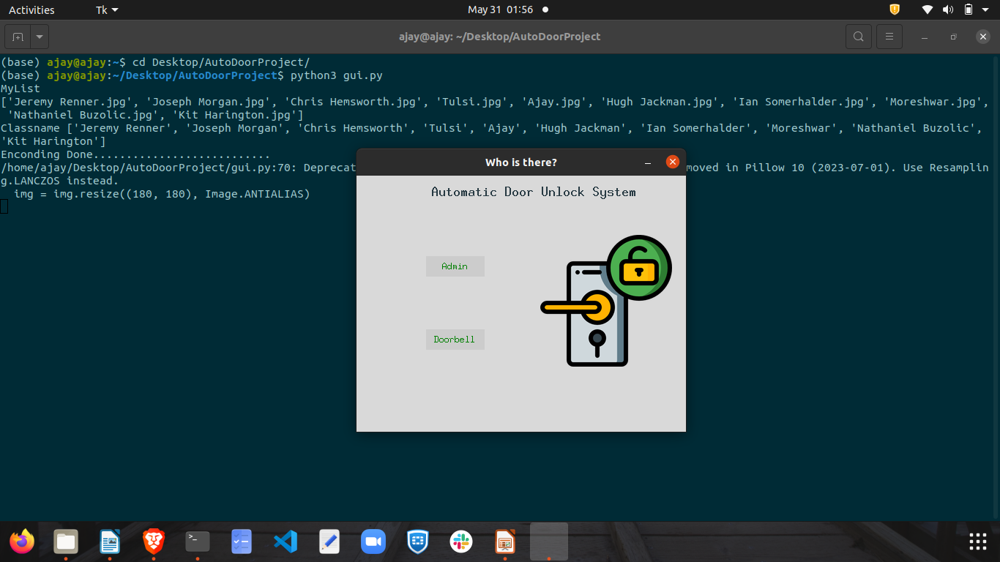 Activities Tk May 31 01:56
ajay@ajay: ~/Desktop/AutoDoorProject
(base) ajay@ajay:~$ cd Desktop/AutoDoorProject/
(base) ajay@ajay:~/Desktop/AutoDoorProject$ python3 gui.py
MyList
['Jeremy Renner.jpg', 'Joseph Morgan.jpg', 'Chris Hemsworth.jpg', 'Tulsi.jpg', 'Ajay.jpg', 'Hugh Jackman.jpg', 'Ian Somerhalder.jpg', 'Moreshwar.jpg',
'Nathaniel Buzolic.jpg', 'Kit Harington.jpg']
Classname ['Jeremy Renner', 'Joseph Morgan', 'Chris Hemsworth', 'Tulsi', 'Ajay', 'Hugh Jackman', 'Ian Somerhalder', 'Moreshwar', 'Nathaniel Buzolic',
'Kit Harington']
Enconding Done...........................
/home/ajay/Desktop/AutoDoorProject/gui.py:70: Deprecat moved in Pillow 10 (2023-07-01). Use Resamplin
g.LANCZOS instead.
img = img.resize((180, 180), Image.ANTIALIAS)
Who is there?
Automatic Door Unlock System
Admin
Doorbell